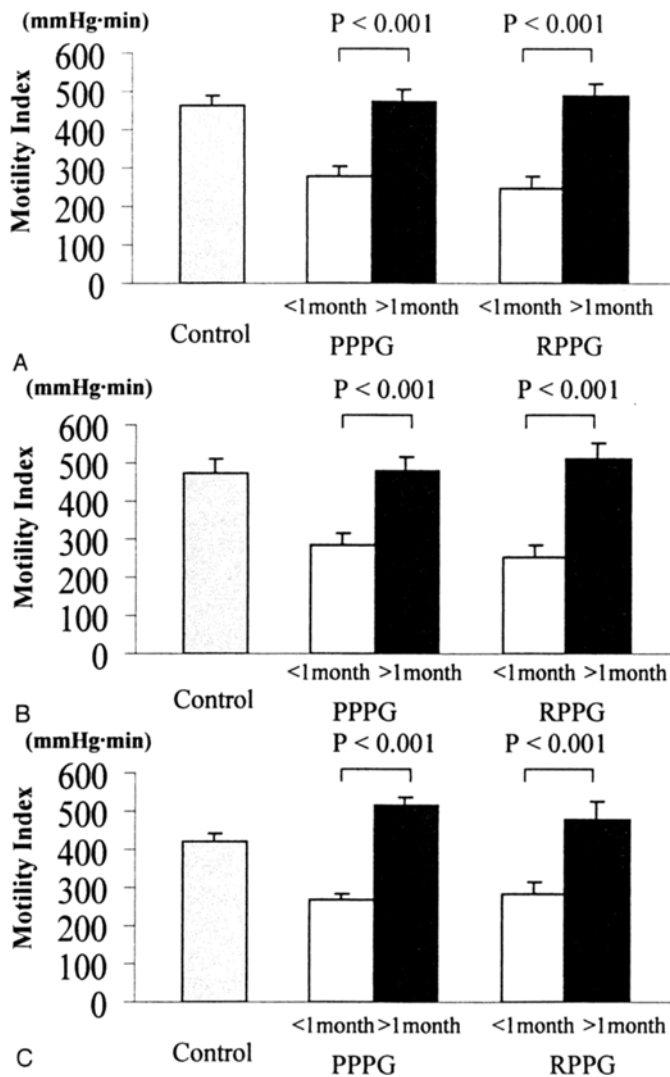 (mmHg·min)
P < 0.001 P < 0.001
600
500
400
300
200
100
0
Motility Index
<1month >1month <1month >1month
Control PPPG RPPG
A
(mmHg·min)
P < 0.001 P < 0.001
600
500
400
300
200
100
0
Motility Index
<1month >1month <1month >1month
Control PPPG RPPG
B
(mmHg·min)
P < 0.001 P < 0.001
600
500
400
300
200
100
0
Motility Index
<1month >1month <1month >1month
Control PPPG RPPG
C